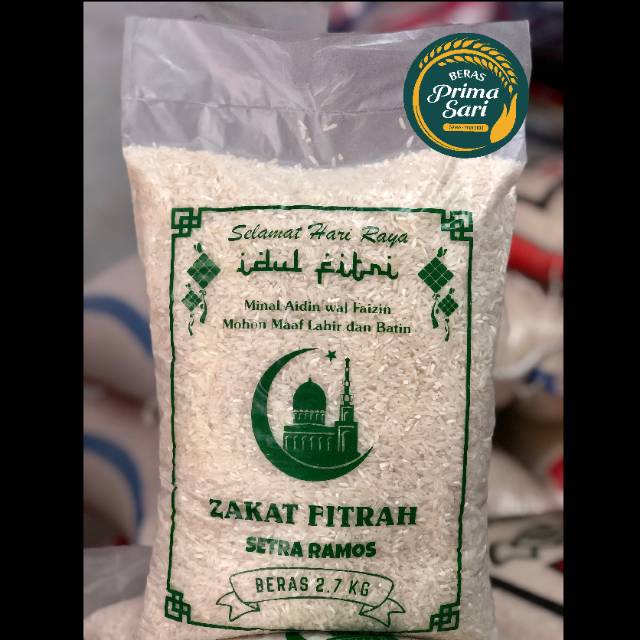 BERAS
Prima
Sari
Selamat Hari Raya
idul fitri
Minal Aidin wal Faizin
Mohon Maaf Lahir dan Batin
ZAKAT FITRAH
SETRA RAMOS
BERAS 2.7 KG